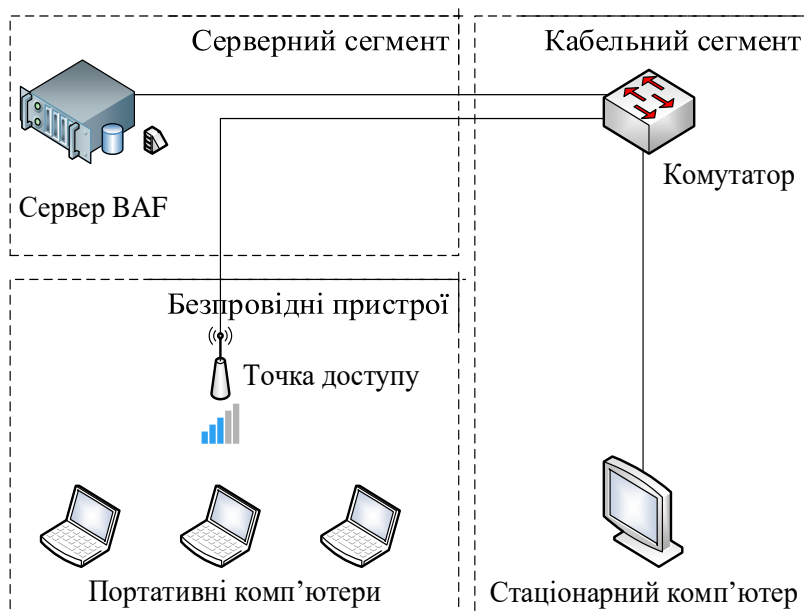 Серверний сегмент
Кабельний сегмент
Сервер BAF
Комутатор
Безпровідні пристрої
Точка доступу
Портативні комп’ютери
Стаціонарний комп’ютер